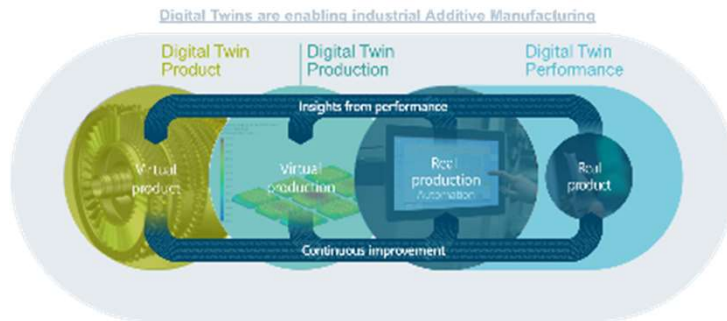 Digital Twins are enabling industrial Additive Manufacturing
Digital Twin
Product
Digital Twin
Production
Digital Twin
Performance
Insights from performance
Virtual
product
Virtual
production
Real
production
Automation
Real
product
Continuous improvement